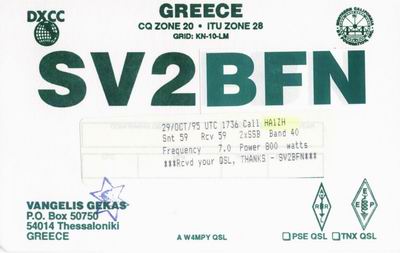 DXCC
GREECE
CQ ZONE 20 • ITU ZONE 28
GRID: KN-10-LM
SV2BFN
29/OCT/95 UTC 1736 Call HA1ZH
Snt 59 Rcv 59 2xSSB Band 40
Frequency 7.0 Power 800 watts
***Rcvd your QSL, THANKS - SV2BFN***
VANGELIS GEKAS
P.O. Box 50750
54014 Thessaloniki
GREECE
A W4MPY QSL
PSE QSL
TNX QSL